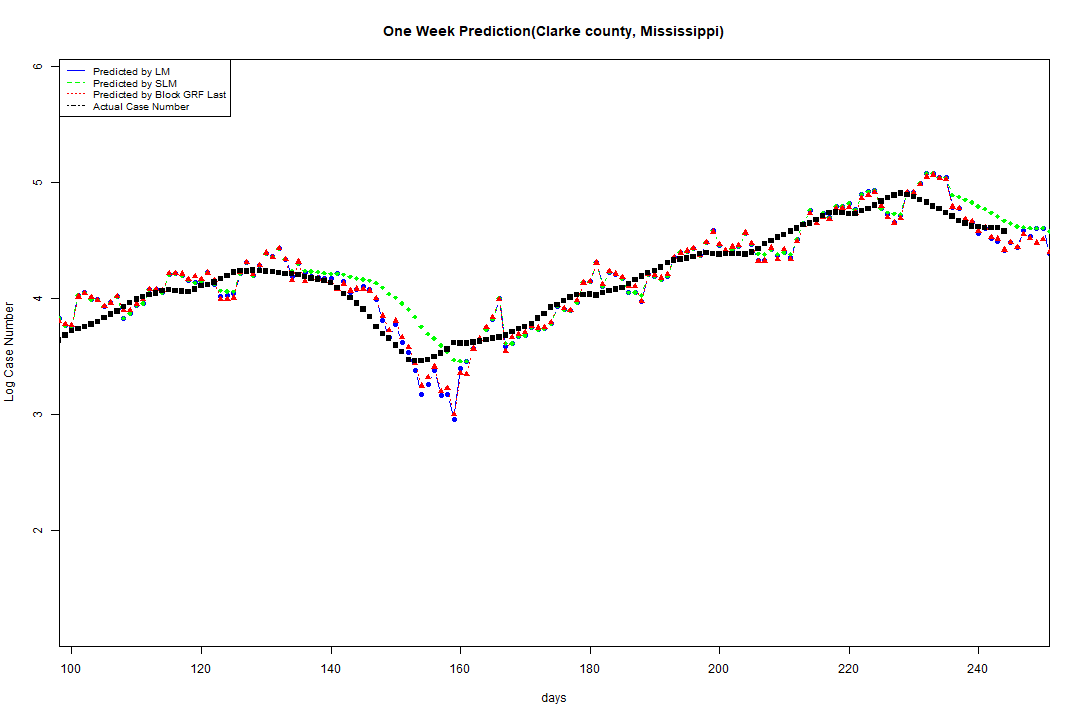 One Week Prediction(Clarke county, Mississippi)
Predicted by LM
Predicted by SLM
Predicted by Block GRF Last
Actual Case Number
6
5
4
3
2
Log Case Number
100 120 140 160 180 200 220 240
days